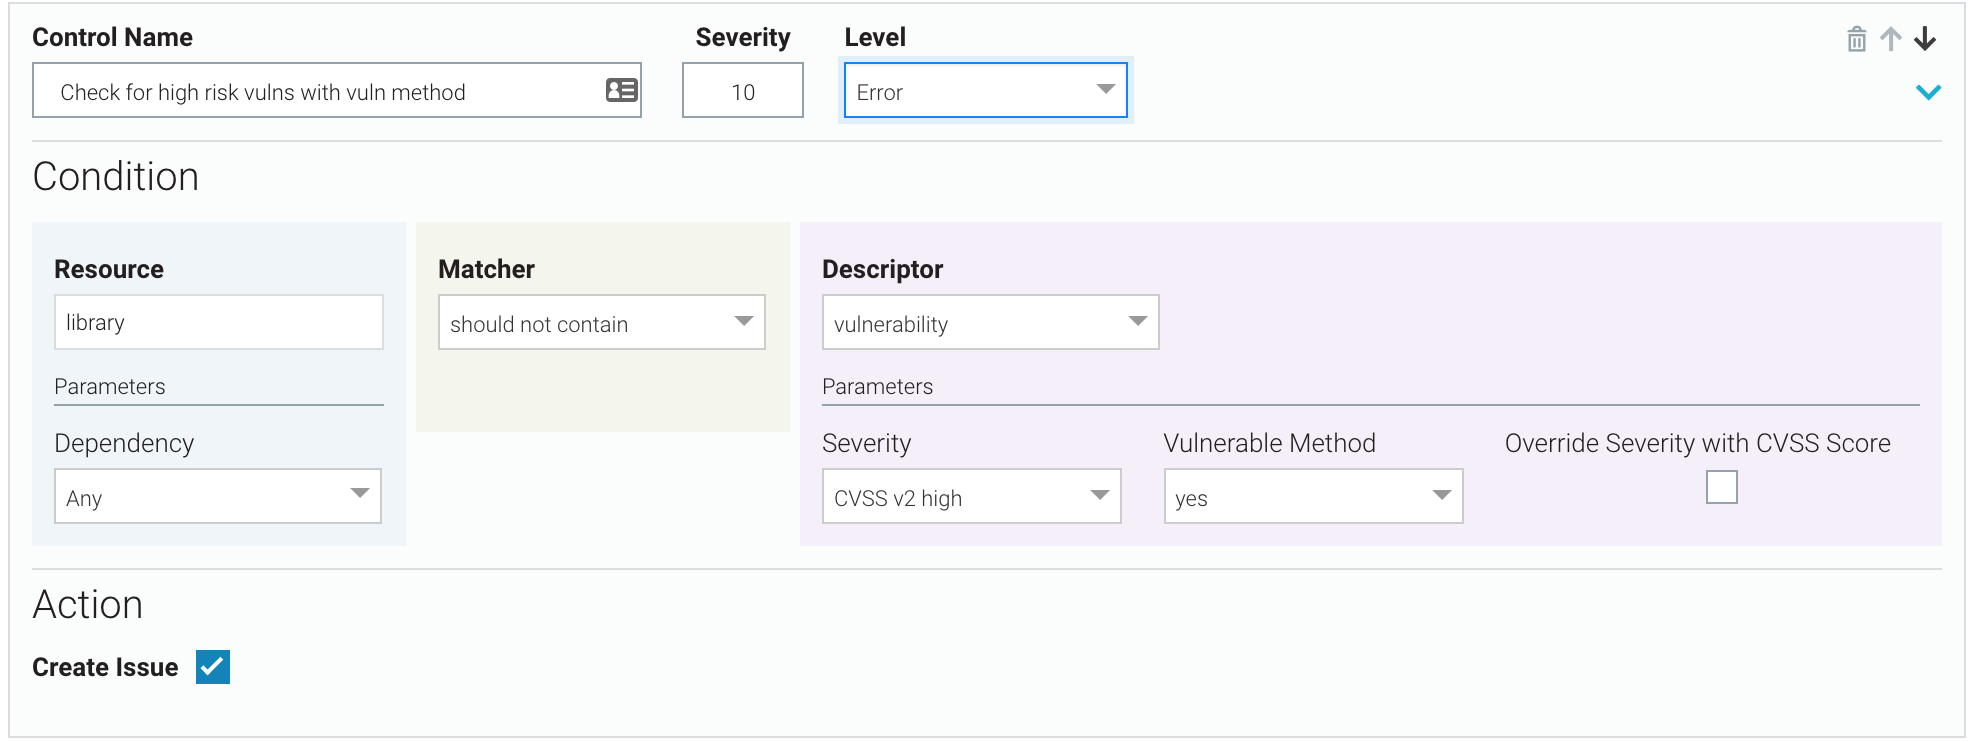 Control Name Severity Level
Check for high risk vulns with vuln method 10 Error
Condition
Resource Matcher Descriptor
library should not contain vulnerability
Parameters Parameters
Dependency Severity Vulnerable Method Override Severity with CVSS Score
Any CVSS v2 high yes
Action
Create Issue